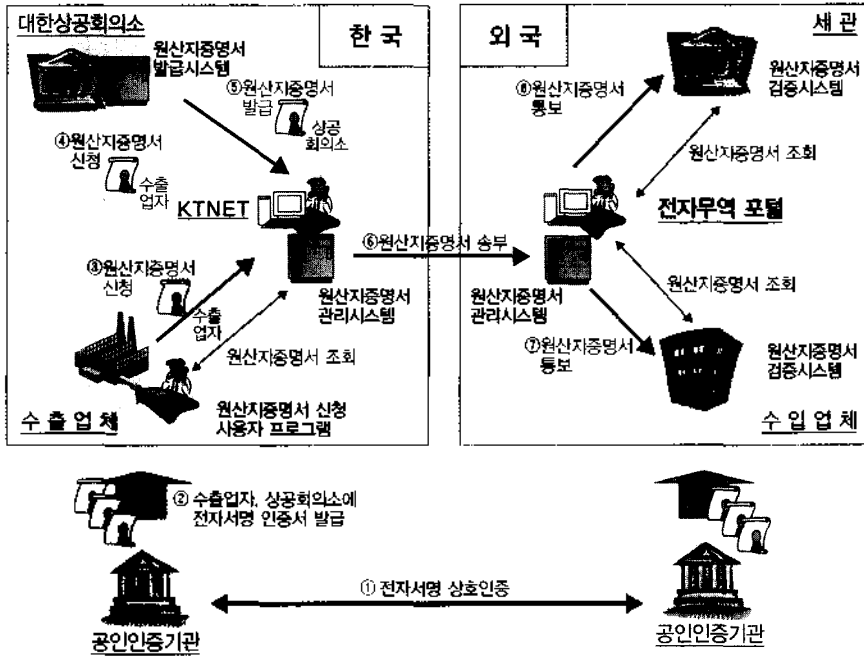 대한상공회의소
한 국
원산지증명서
발급시스템
⑤원산지증명서
발급
상공
회의소
④원산지증명서
신청
수출
업자
KTNET
③원산지증명서
신청
수출
업자
원산지증명서
관리시스템
원산지증명서 조회
원산지증명서 신청
사용자 프로그램
수 출 업 체
⑥원산지증명서 송부
외 국
세 관
원산지증명서
검증시스템
⑧원산지증명서
통보
원산지증명서 조회
전자무역 포털
원산지증명서
관리시스템
원산지증명서 조회
⑦원산지증명서
통보
원산지증명서
검증시스템
수 입 업 체
② 수출업자, 상공회의소에
전자서명 인증서 발급
① 전자서명 상호인증
공인인증기관
공인인증기관